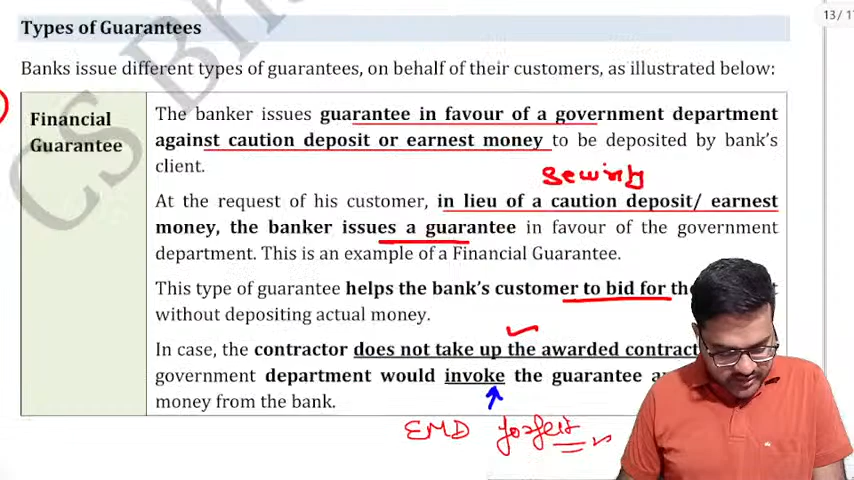 13/1
Types of Guarantees
CS Bh
Banks issue different types of guarantees, on behalf of their customers, as illustrated below:
Financial
Guarantee
The banker issues guarantee in favour of a government department
against caution deposit or earnest money to be deposited by bank's
client.
Security
At the request of his customer, in lieu of a caution deposit/ earnest
money, the banker issues a guarantee in favour of the government
department. This is an example of a Financial Guarantee.
This type of guarantee helps the bank's customer to bid for
without depositing actual money.
In case, the contractor does not take up the awarded contract
government department would invoke the guarantee
money from the bank.
EMD forfeit